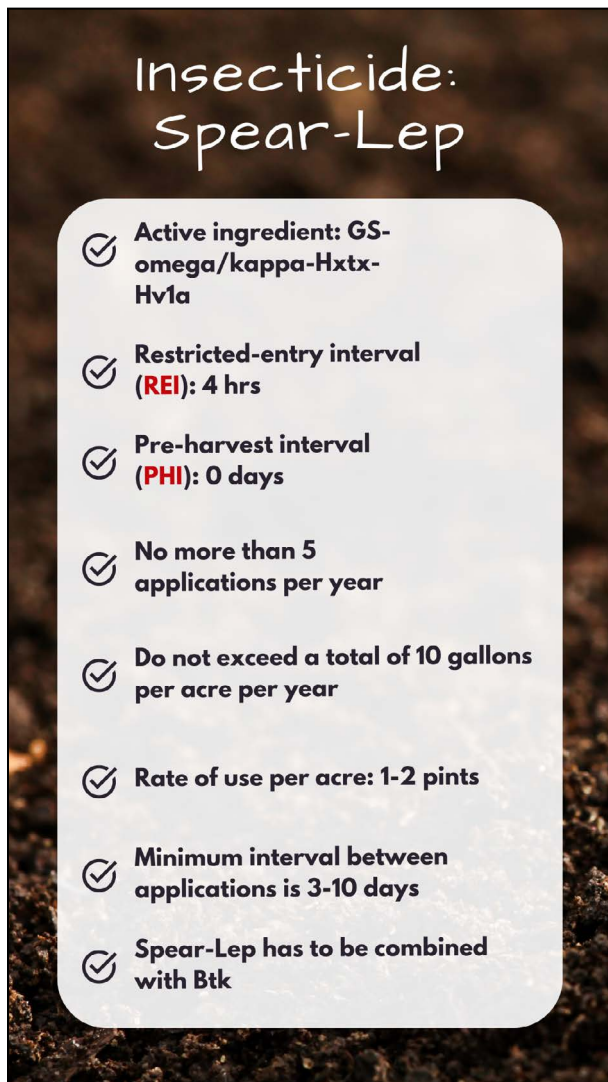 Insecticide:
Spear-Lep
Active ingredient: GS-
omega/kappa-Hxtx-
Hv1a
Restricted-entry interval
(REI): 4 hrs
Pre-harvest interval
(PHI): 0 days
No more than 5
applications per year
Do not exceed a total of 10 gallons
per acre per year
Rate of use per acre: 1-2 pints
Minimum interval between
applications is 3-10 days
Spear-Lep has to be combined
with Btk